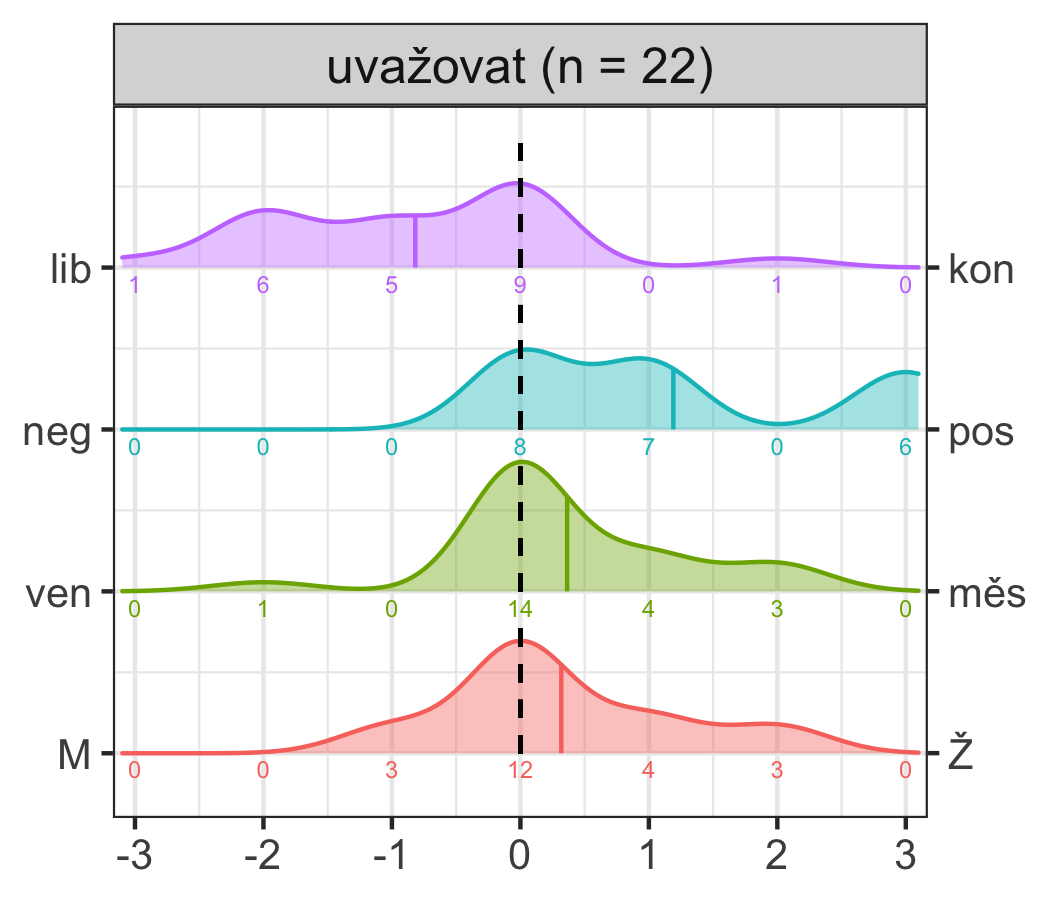 uvažovat (n = 22)
lib kon
1 6 5 9 0 1 0
neg pos
0 0 0 8 7 0 6
ven měs
0 1 0 14 4 3 0
M Ž
0 0 3 12 4 3 0
-3 -2 -1 0 1 2 3